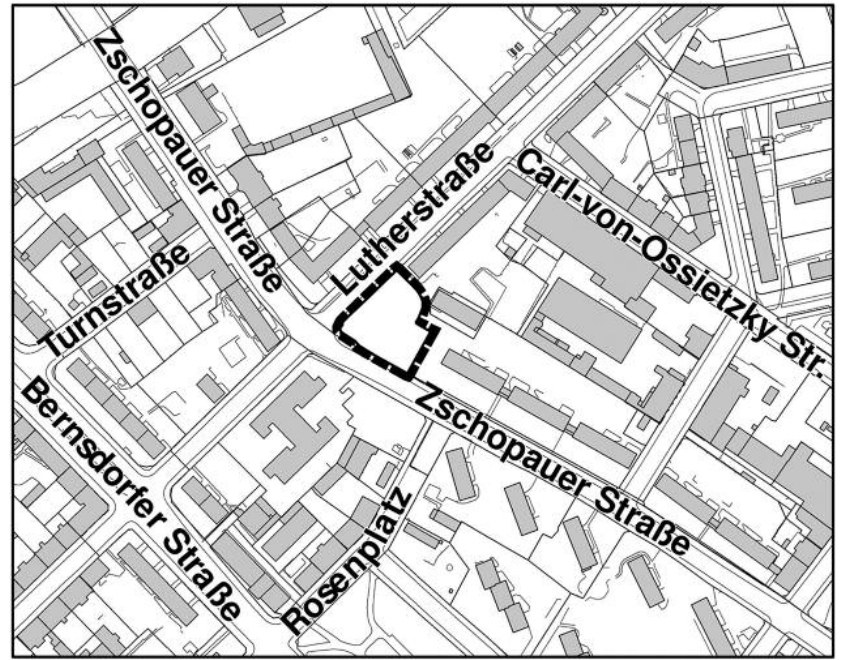 Zschopauer Straße
Lutherstraße
Carl-von-Ossietzky Str.
Turnstraße
Bernsdorfer Straße
Zschopauer Straße
Rosenplatz